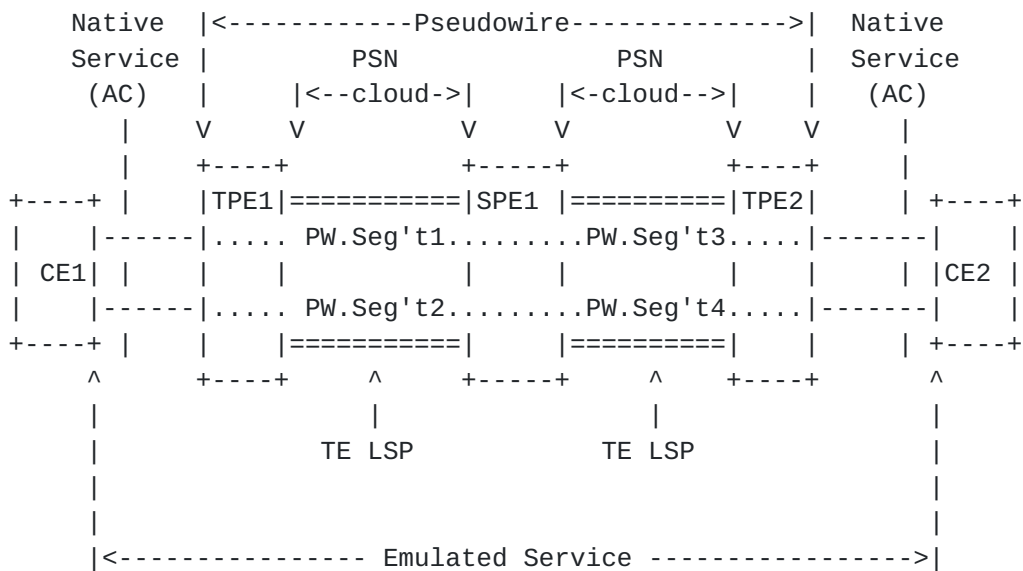 Native  |<------------Pseudowire-------------->|  Native
Service |         PSN             PSN          |  Service
(AC)   |     |<--cloud->|     |<-cloud-->|    |   (AC)
|    V     V          V     V          V    V     |
|    +----+           +-----+          +----+     |
+----+ |    |TPE1|===========|SPE1 |==========|TPE2|     | +----+
|    |------|..... PW.Seg't1.........PW.Seg't3.....|-------|    |
| CE1| |    |    |           |     |          |    |     | |CE2 |
|    |------|..... PW.Seg't2.........PW.Seg't4.....|-------|    |
+----+ |    |    |===========|     |==========|    |     | +----+
^      +----+     ^     +-----+     ^    +----+       ^
|                 |                 |                 |
|              TE LSP            TE LSP               |
|                                                     |
|                                                     |
|<---------------- Emulated Service ----------------->|